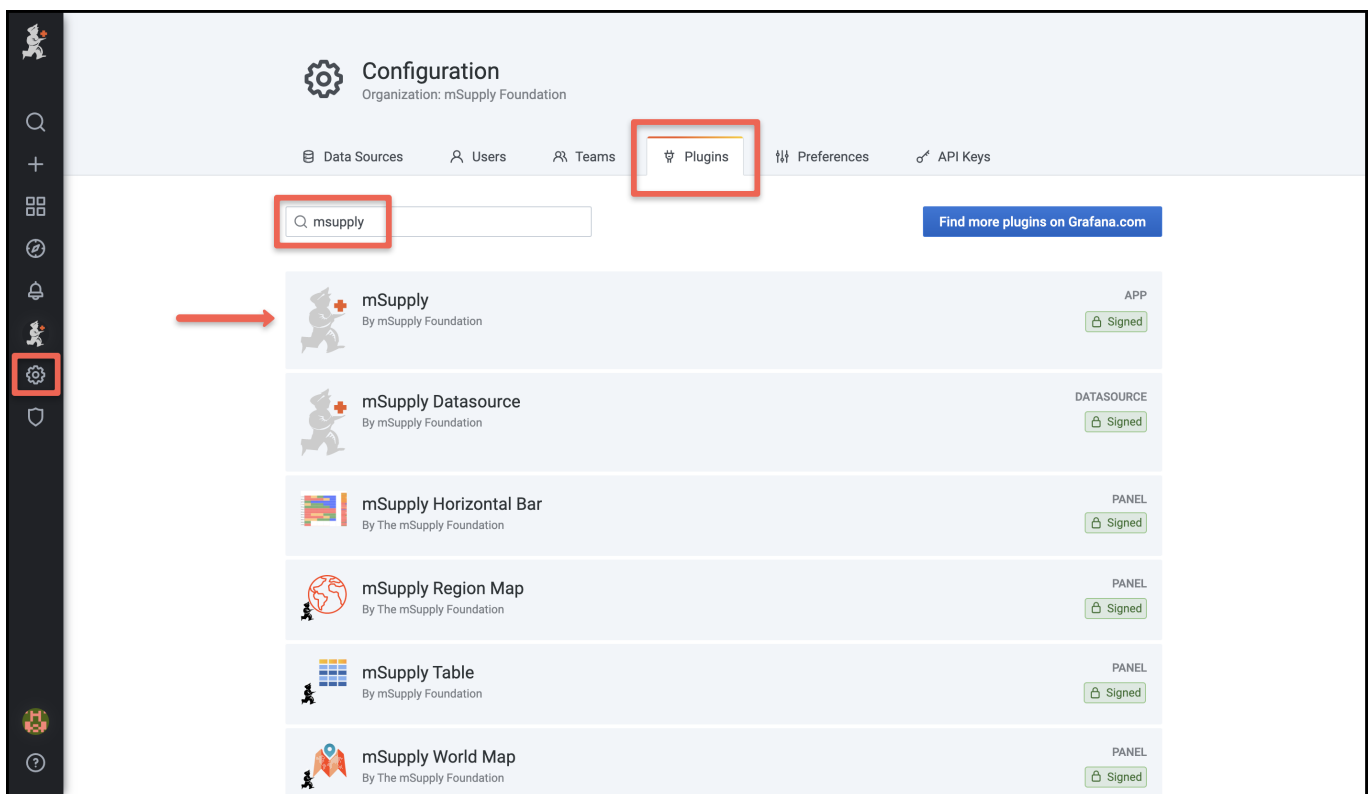 Configuration
Organization: mSupply Foundation
Data Sources Users Teams Plugins Preferences API Keys
msupply Find more plugins on Grafana.com
mSupply APP
By mSupply Foundation Signed
mSupply Datasource DATASOURCE
By mSupply Foundation Signed
mSupply Horizontal Bar PANEL
By The mSupply Foundation Signed
mSupply Region Map PANEL
By The mSupply Foundation Signed
mSupply Table PANEL
By mSupply Foundation Signed
mSupply World Map PANEL
By The mSupply Foundation Signed